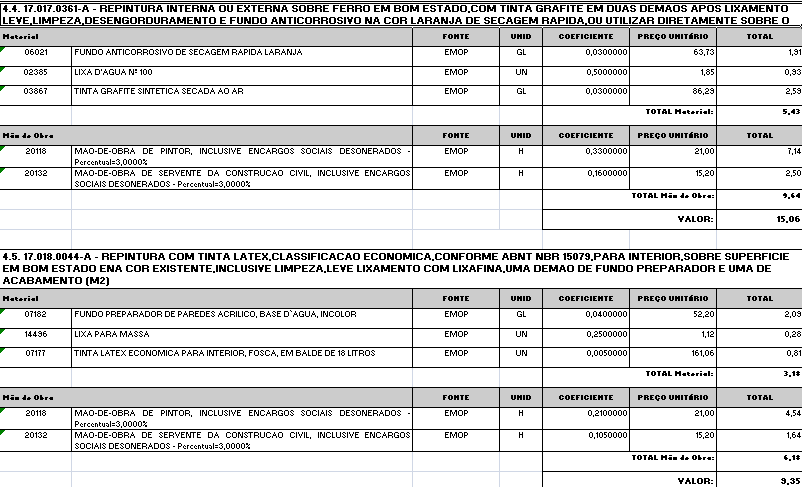 4.4. 17.017.0361-A - REPINTURA INTERNA OU EXTERNA SOBRE FERRO EM BOM ESTADO,COM TINTA GRAFITE EM DUAS DEMAOS APOS LIXAMENTO
LEVE,LIMPEZA,DESENGORDURAMENTO E FUNDO ANTICORROSIVO NA COR LARANJA DE SECAGEM RAPIDA,OU UTILIZAR DIRETAMENTE SOBRE O
Material FONTE UNID COEFICIENTE PREÇO UNITÁRIO TOTAL
06021 FUNDO ANTICORROSIVO DE SECAGEM RAPIDA LARANJA EMOP GL 0,0300000 63,73 1,91
02385 LIXA D'AGUA Nº 100 EMOP UN 0,5000000 1,85 0,93
03867 TINTA GRAFITE SINTETICA SECADA AO AR EMOP GL 0,0300000 86,29 2,59
TOTAL Material: 5,43
Mão de Obra FONTE UNID COEFICIENTE PREÇO UNITÁRIO TOTAL
20118 MAO-DE-OBRA DE PINTOR, INCLUSIVE ENCARGOS SOCIAIS DESONERADOS - EMOP H 0,3300000 21,00 7,14
Percentual=3,0000%
20132 MAO-DE-OBRA DE SERVENTE DA CONSTRUCAO CIVIL, INCLUSIVE ENCARGOS EMOP H 0,1600000 15,20 2,50
SOCIAIS DESONERADOS - Percentual=3,0000%
TOTAL Mão de Obra: 9,64
VALOR: 15,06
4.5. 17.018.0044-A - REPINTURA COM TINTA LATEX,CLASSIFICACAO ECONOMICA,CONFORME ABNT NBR 15079,PARA INTERIOR,SOBRE SUPERFICIE
EM BOM ESTADO ENA COR EXISTENTE,INCLUSIVE LIMPEZA,LEVE LIXAMENTO COM LIXAFINA,UMA DEMAO DE FUNDO PREPARADOR E UMA DE
ACABAMENTO (M2)
Material FONTE UNID COEFICIENTE PREÇO UNITÁRIO TOTAL
07182 FUNDO PREPARADOR DE PAREDES ACRILICO, BASE D`AGUA, INCOLOR EMOP GL 0,0400000 52,20 2,09
14496 LIXA PARA MASSA EMOP UN 0,2500000 1,12 0,28
07177 TINTA LATEX ECONOMICA PARA INTERIOR, FOSCA, EM BALDE DE 18 LITROS EMOP UN 0,0050000 161,06 0,81
TOTAL Material: 3,18
Mão de Obra FONTE UNID COEFICIENTE PREÇO UNITÁRIO TOTAL
20118 MAO-DE-OBRA DE PINTOR, INCLUSIVE ENCARGOS SOCIAIS DESONERADOS - EMOP H 0,2100000 21,00 4,54
Percentual=3,0000%
20132 MAO-DE-OBRA DE SERVENTE DA CONSTRUCAO CIVIL, INCLUSIVE ENCARGOS EMOP H 0,1050000 15,20 1,64
SOCIAIS DESONERADOS - Percentual=3,0000%
TOTAL Mão de Obra: 6,18
VALOR: 9,35